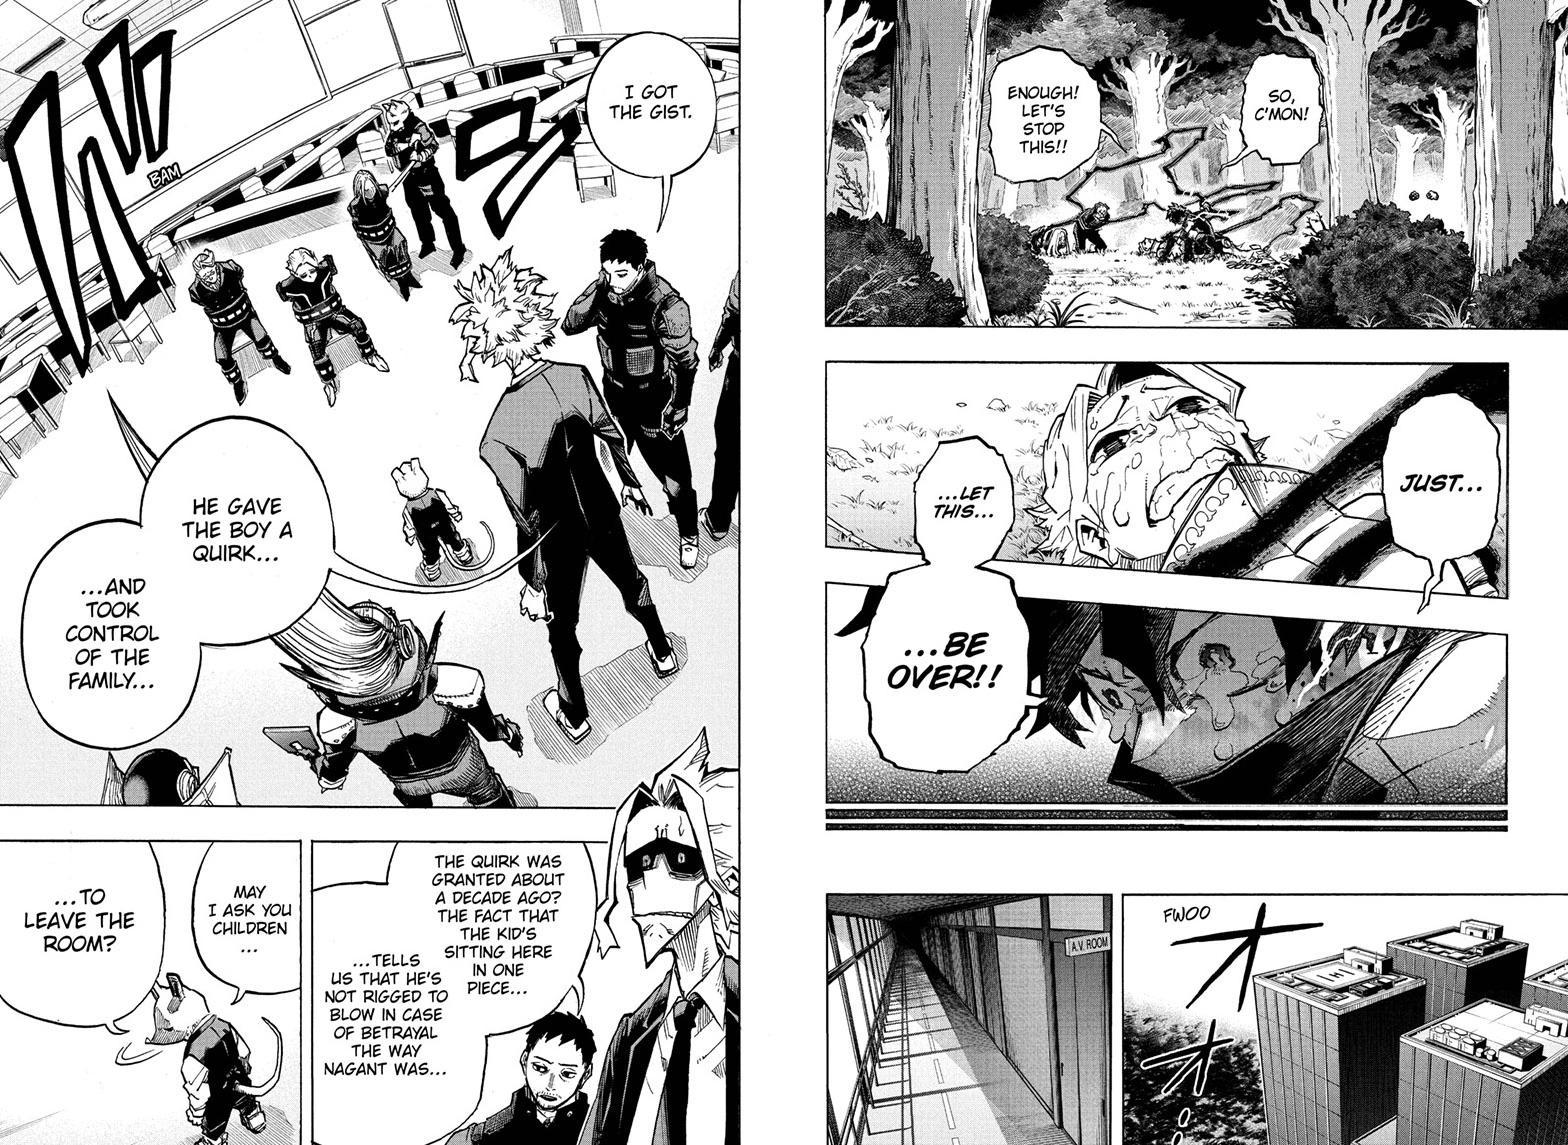 SO,
C'MON!
ENOUGH!
LET'S
STOP
THIS!!
JUST...
...LET
THIS...
...BE
OVER!!
FWOO
A.V. ROOM
I GOT
THE GIST.
BAM
HE GAVE
THE BOY A
QUIRK...
...AND
TOOK
CONTROL
OF THE
FAMILY...
THE QUIRK WAS
GRANTED ABOUT
A DECADE AGO?
THE FACT THAT
THE KID'S
SITTING HERE
IN ONE
PIECE...
...TELLS
US THAT HE'S
NOT RIGGED TO
BLOW IN CASE
OF BETRAYAL
THE WAY
NAGANT WAS...
MAY
I ASK YOU
CHILDREN
...
...TO
LEAVE THE
ROOM?